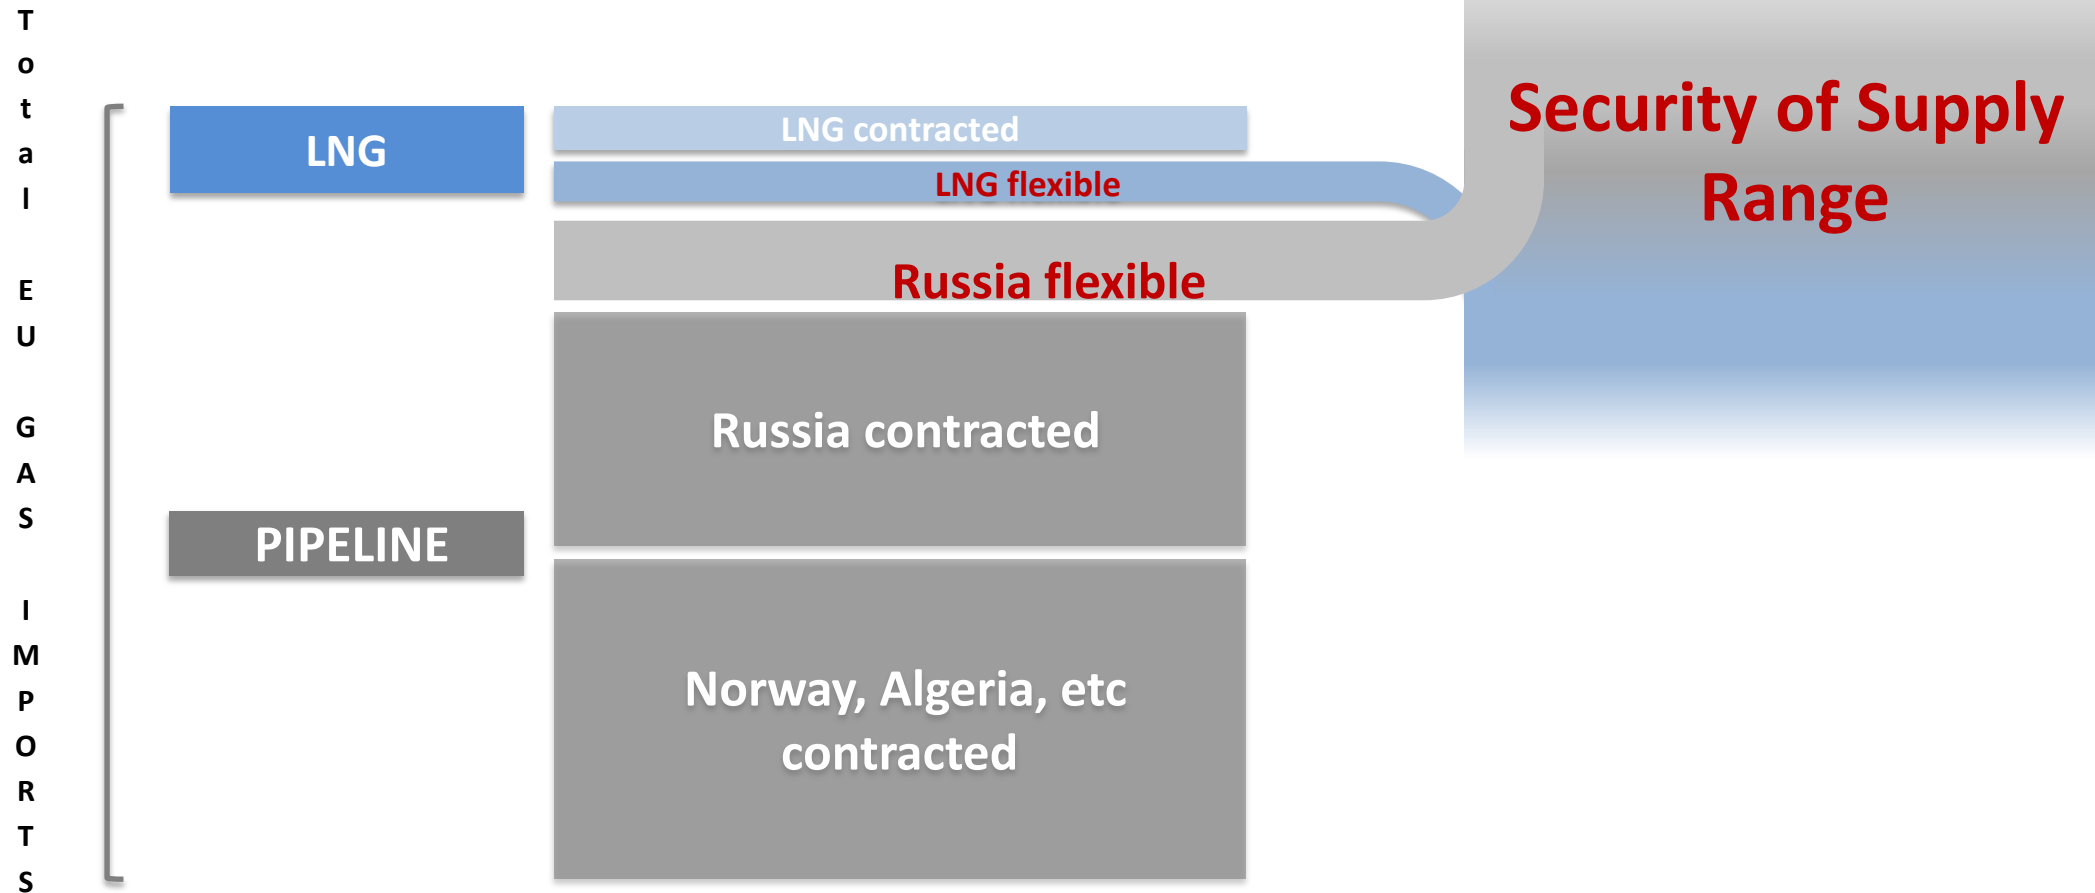 Total EU GAS IMPORTS
LNG
LNG contracted
LNG flexible
Security of Supply
Range
Russia flexible
Russia contracted
PIPELINE
Norway, Algeria, etc
contracted